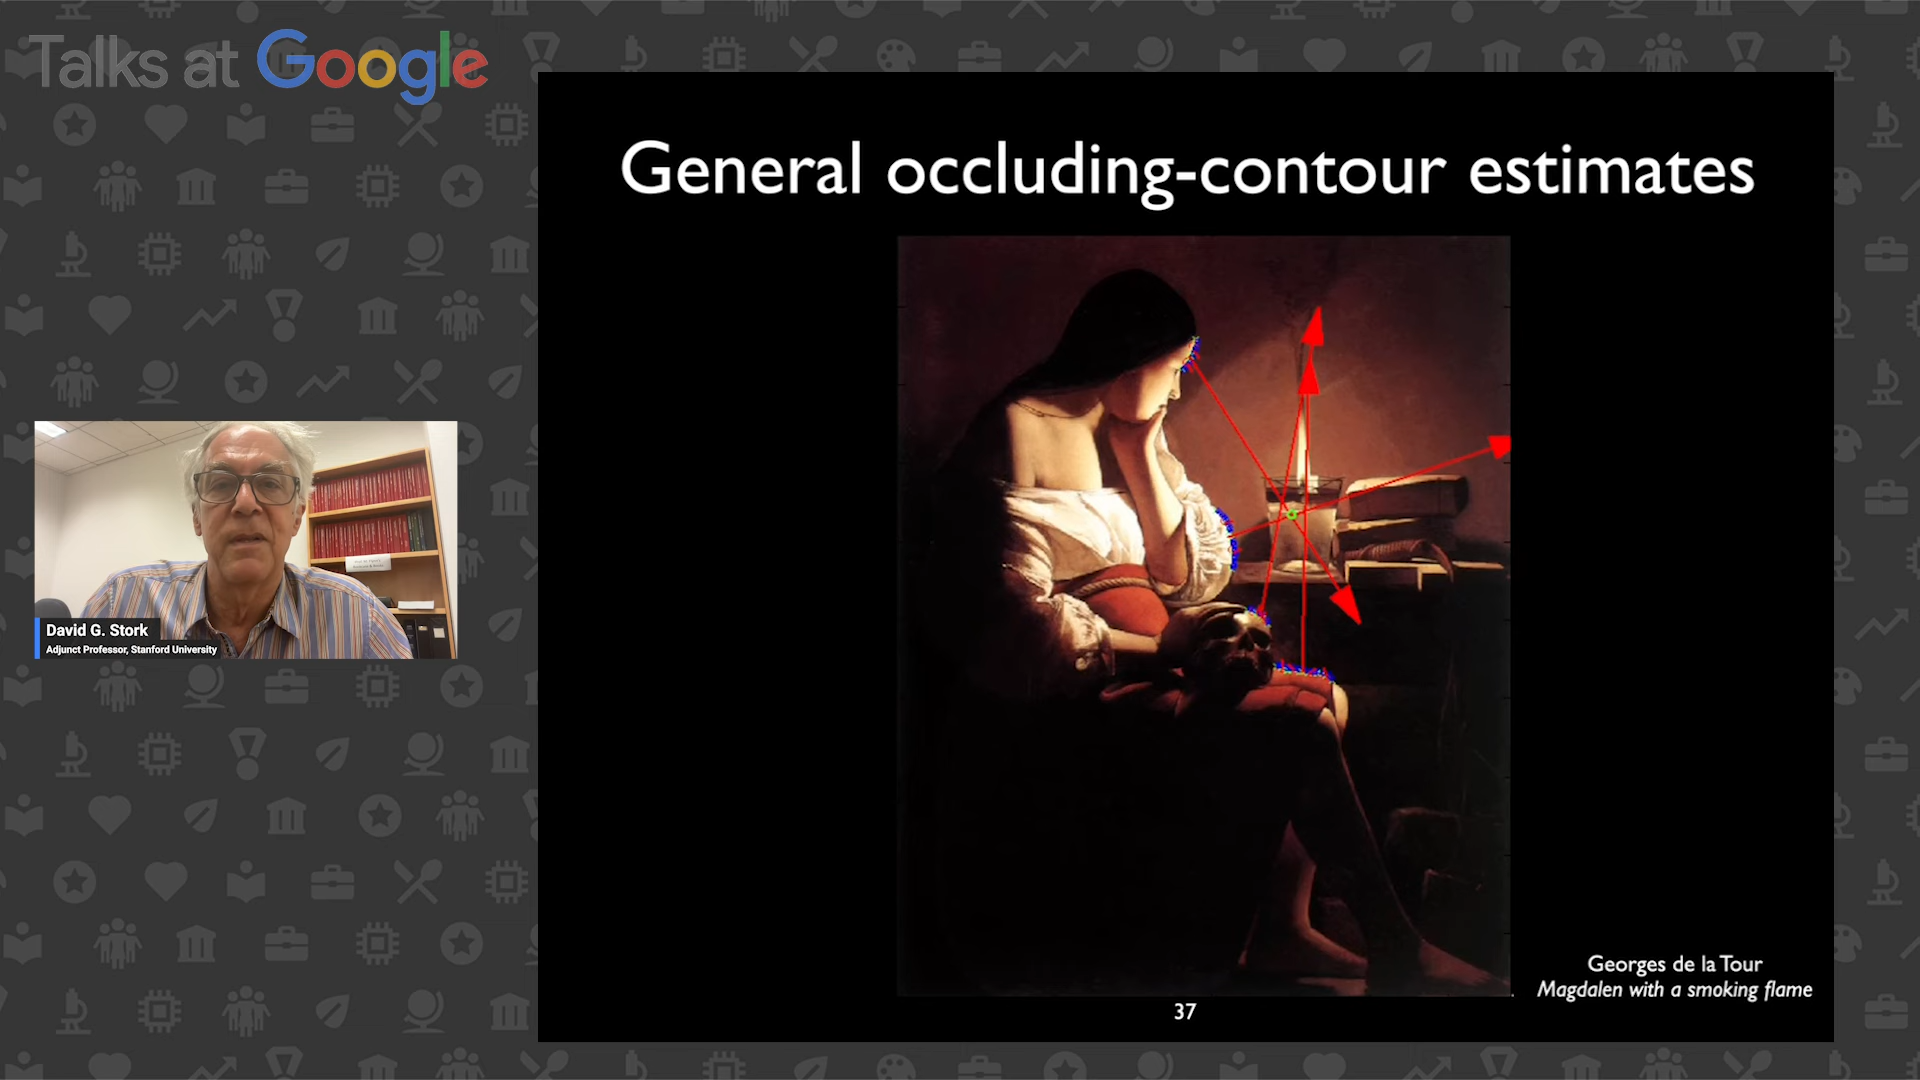 Talks at Google
General occluding-contour estimates
David G. Stork
Adjunct Professor, Stanford University
Georges de la Tour
Magdalen with a smoking flame
37